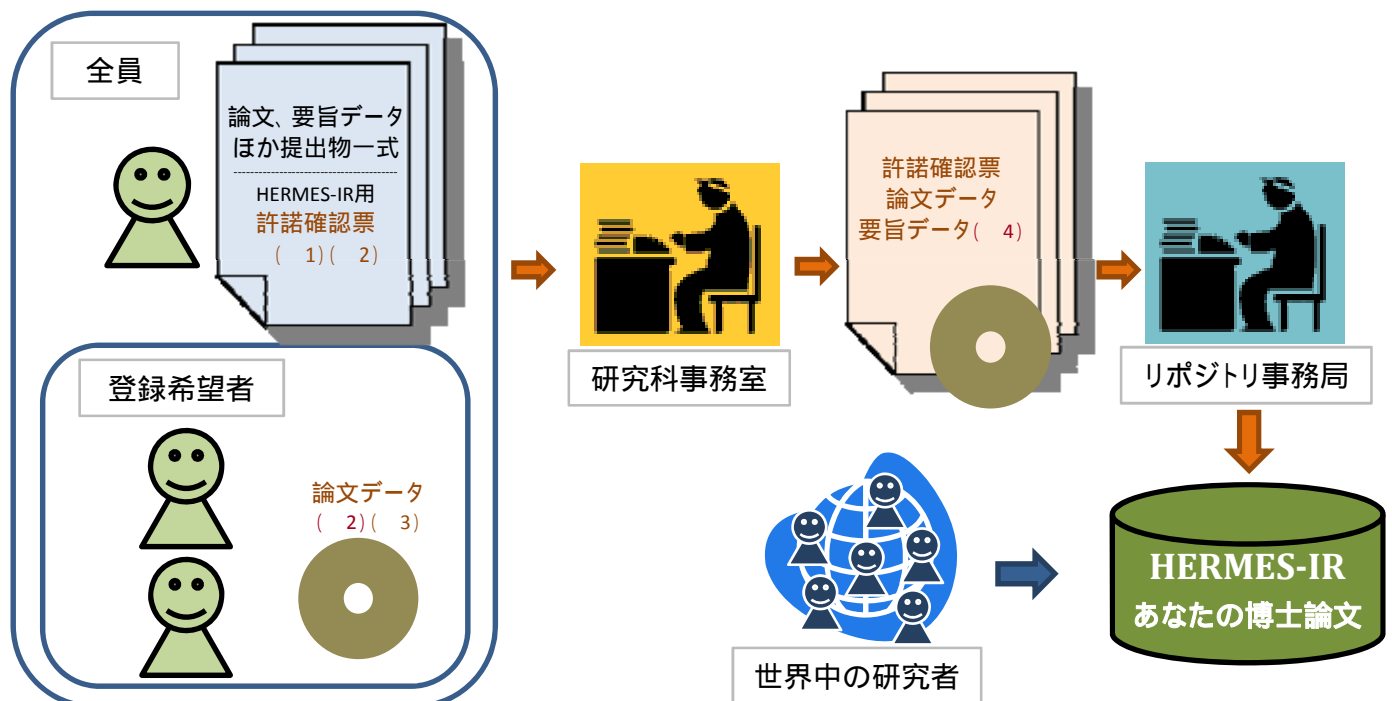 全員
論文、要旨データ
ほか提出物一式
HERMES-IR用
許諾確認票
( 1)( 2)
登録希望者
論文データ
( 2)( 3)
研究科事務室
許諾確認票
論文データ
要旨データ( 4)
リポジトリ事務局
世界中の研究者
HERMES-IR
あなたの博士論文